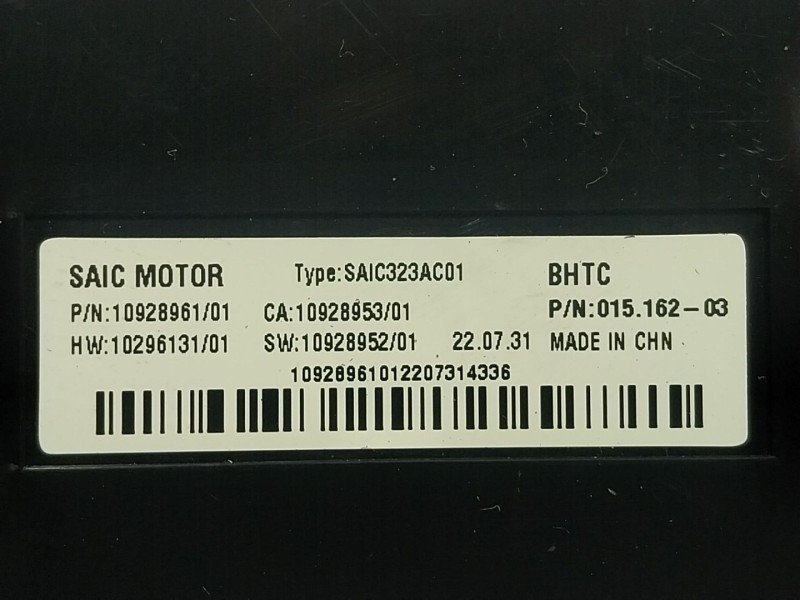 SAIC MOTOR Type:SAIC323AC01 BHTC
P/N:10928961/01 CA:10928953/01 P/N:015.162-03
HW:10296131/01 SW:10928952/01 22.07.31 MADE IN CHN
10928961012207314336